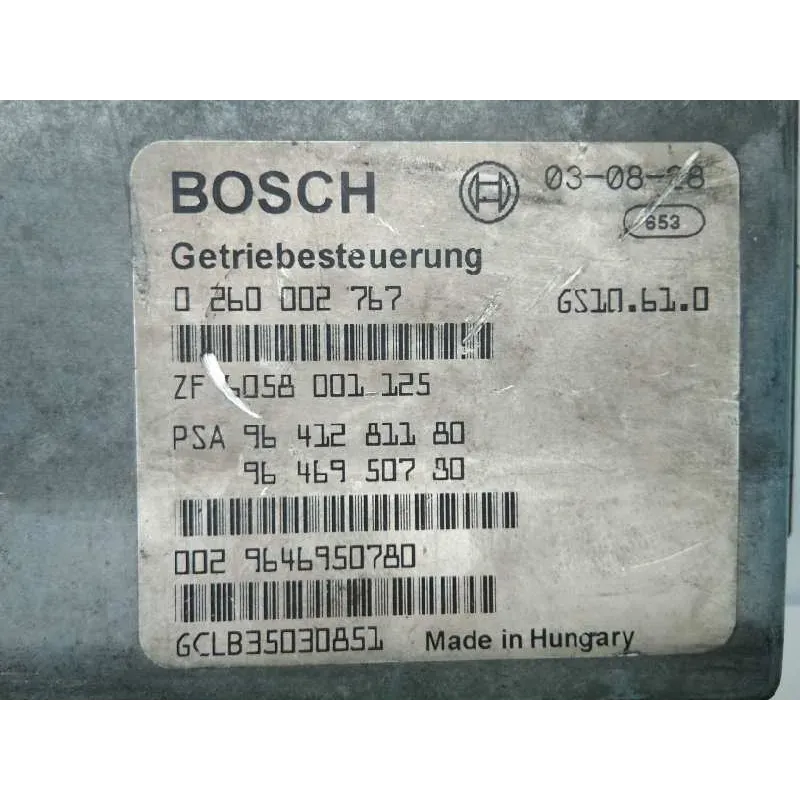 BOSCH 03-08-28
653
Getriebesteuerung
0 260 002 767 GS10.61.0
ZF 6058 001 125
PSA 96 412 811 80
96 469 507 80
002 9646950780
GCLB35030851 Made in Hungary